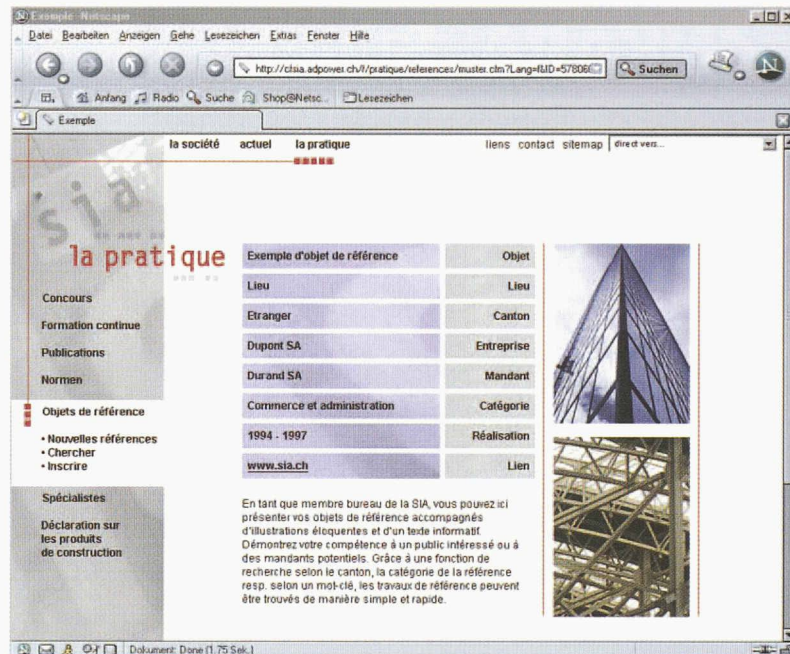 Exemple - Netscape
Datei Bearbeiten Anzeigen Gehe Lesezeichen Extras Fenster Hilfe
Suchen
Anfang Radio Suche Shop@Netsc... Lesezeichen
Exemple
la société actuel la pratique liens contact sitemap direct vers...
sia
la pratique
Concours
Formation continue
Publications
Normen
Objets de référence
• Nouvelles références
• Chercher
• Inscrire
Spécialistes
Déclaration sur
les produits
de construction
Exemple d'objet de référence Objet
Lieu Lieu
Etranger Canton
Dupont SA Entreprise
Durand SA Mandant
Commerce et administration Catégorie
1994 - 1997 Réalisation
www.sia.ch Lien
En tant que membre bureau de la SIA, vous pouvez ici
présenter vos objets de référence accompagnés
d'illustrations éloquentes et d'un texte informatif.
Démontrez votre compétence à un public intéressé ou à
des mandants potentiels. Grâce à une fonction de
recherche selon le canton, la catégorie de la référence
resp. selon un mot-clé, les travaux de référence peuvent
être trouvés de manière simple et rapide.
Dokument: Done (1.75 Sek.)